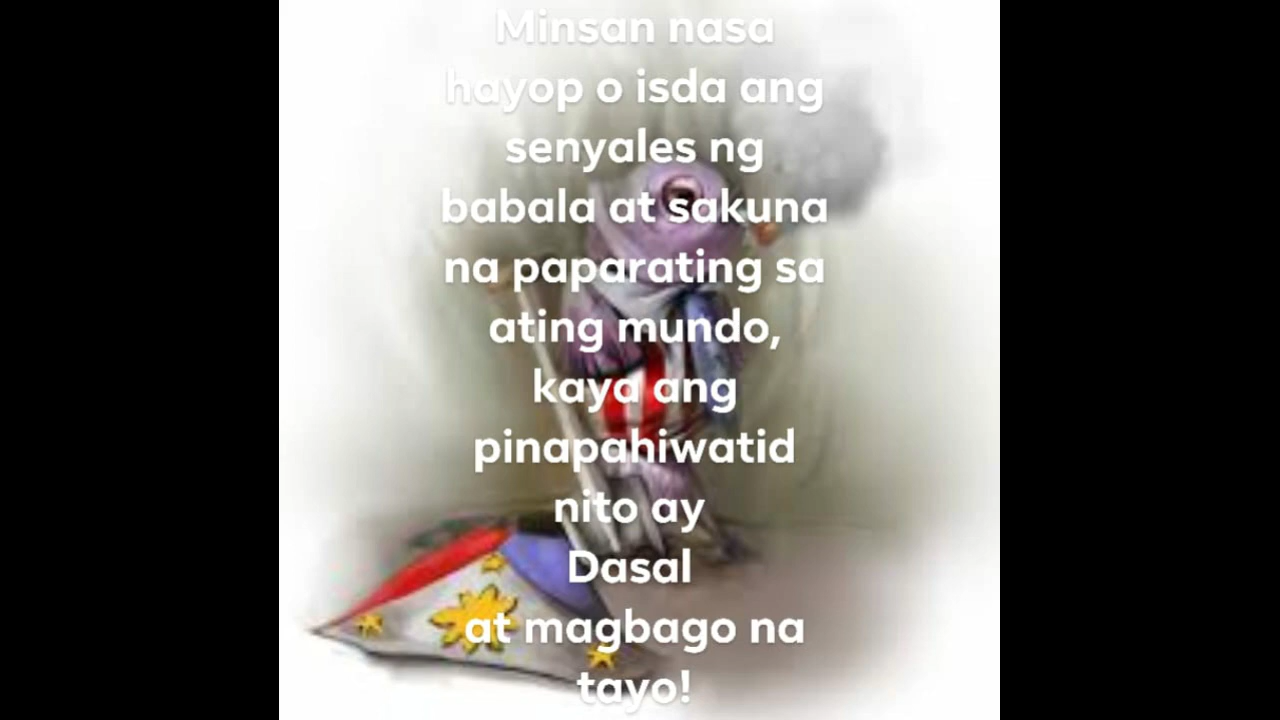 Minsan nasa
hayop o isda ang
senyales ng
babala at sakuna
na paparating sa
ating mundo,
kaya ang
pinapahiwatid
nito ay
Dasal
at magbago na
tayo!